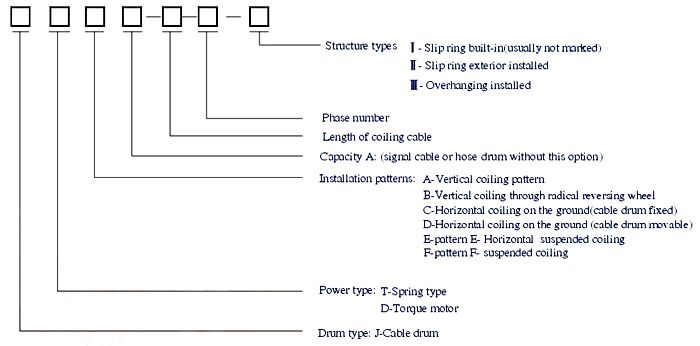 Structure types I - Slip ring built-in(usually not marked)
II - Slip ring exterior installed
III - Overhanging installed
Phase number
Length of coiling cable
Capacity A: (signal cable or hose drum without this option)
Installation patterns: A-Vertical coiling pattern
B-Vertical coiling through radical reversing wheel
C-Horizontal coiling on the ground(cable drum fixed)
D-Horizontal coiling on the ground (cable drum movable)
E-pattern E- Horizontal suspended coiling
F-pattern F- suspended coiling
Power type: T-Spring type
D-Torque motor
Drum type: J-Cable drum